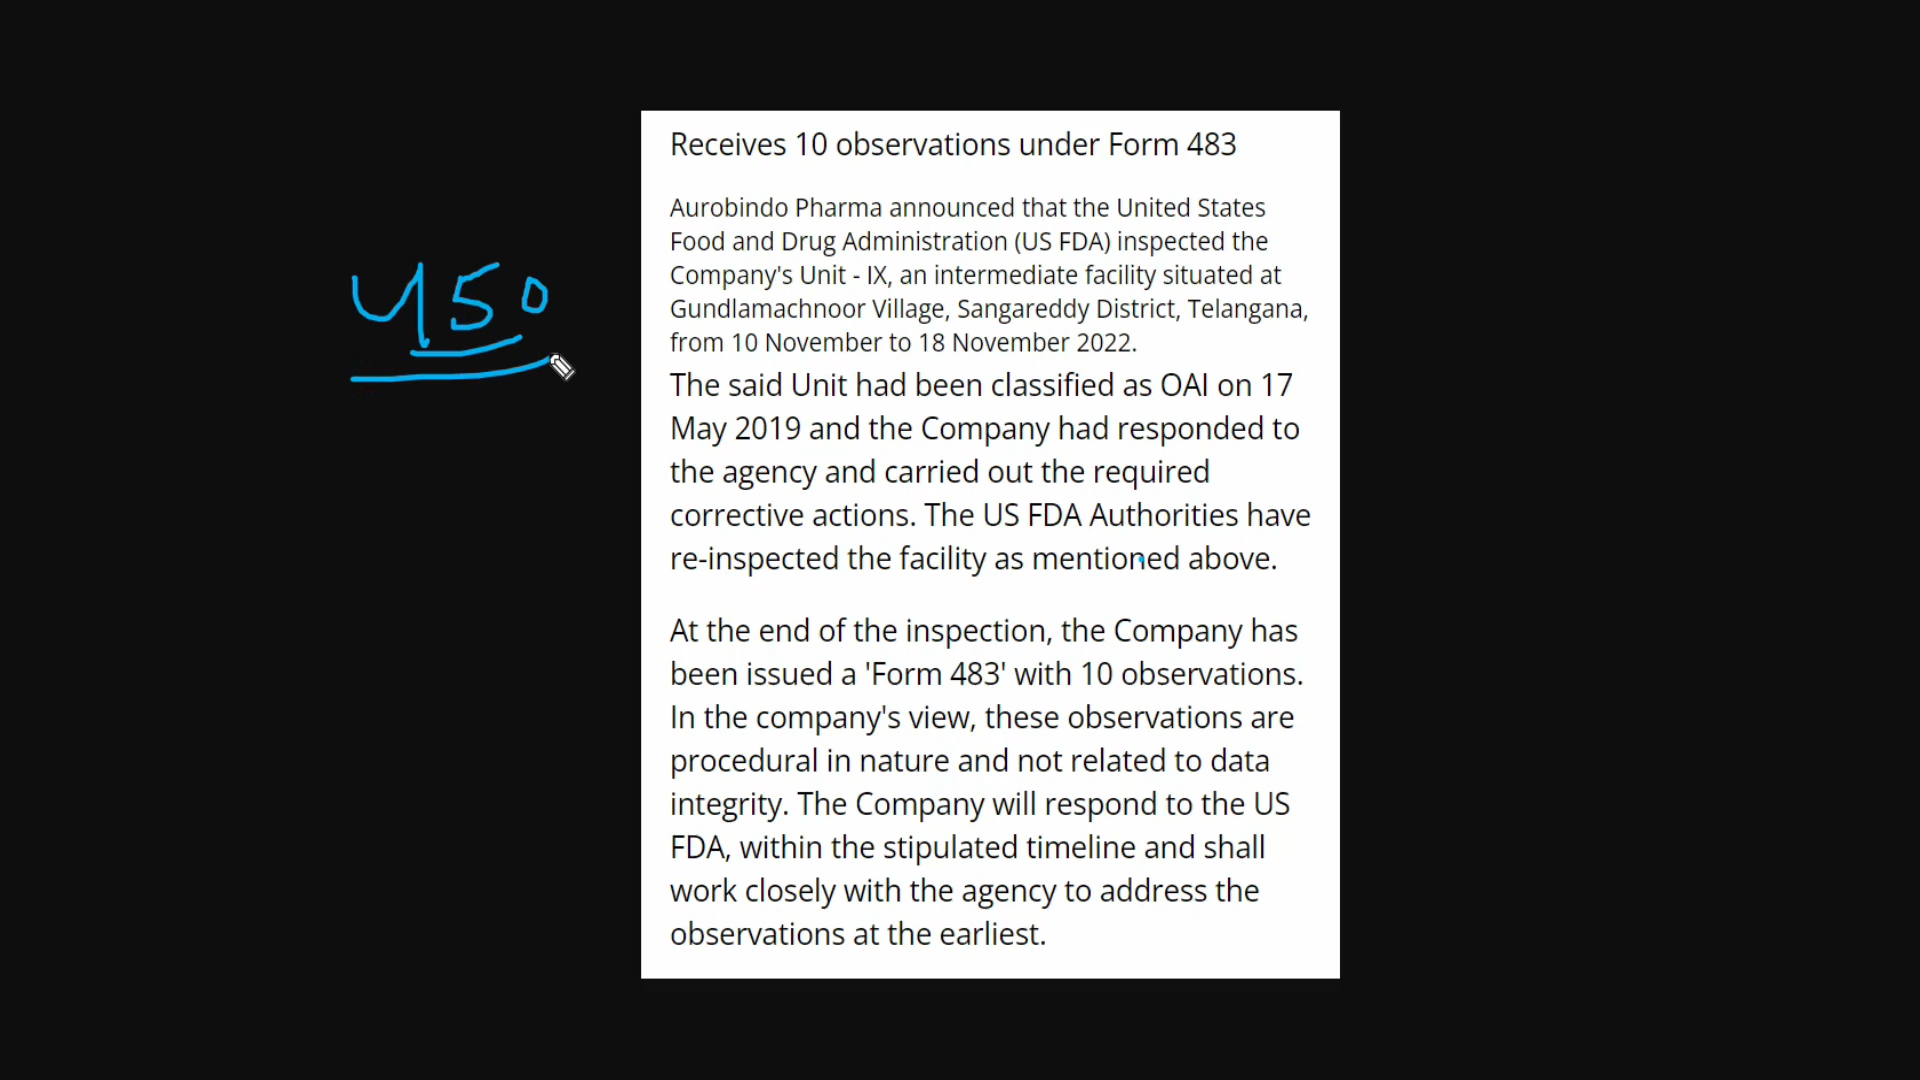 450
Receives 10 observations under Form 483
Aurobindo Pharma announced that the United States
Food and Drug Administration (US FDA) inspected the
Company's Unit - IX, an intermediate facility situated at
Gundlamachnoor Village, Sangareddy District, Telangana,
from 10 November to 18 November 2022.
The said Unit had been classified as OAI on 17
May 2019 and the Company had responded to
the agency and carried out the required
corrective actions. The US FDA Authorities have
re-inspected the facility as mentioned above.
At the end of the inspection, the Company has
been issued a 'Form 483' with 10 observations.
In the company's view, these observations are
procedural in nature and not related to data
integrity. The Company will respond to the US
FDA, within the stipulated timeline and shall
work closely with the agency to address the
observations at the earliest.